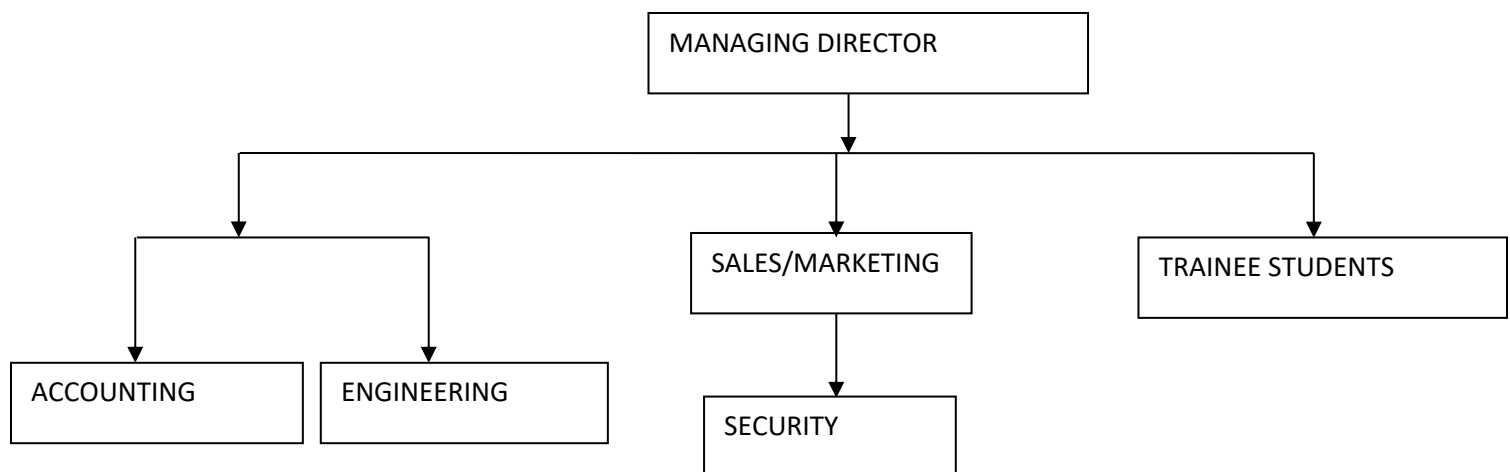 MANAGING DIRECTOR
SALES/MARKETING
TRAINEE STUDENTS
ACCOUNTING
ENGINEERING
SECURITY